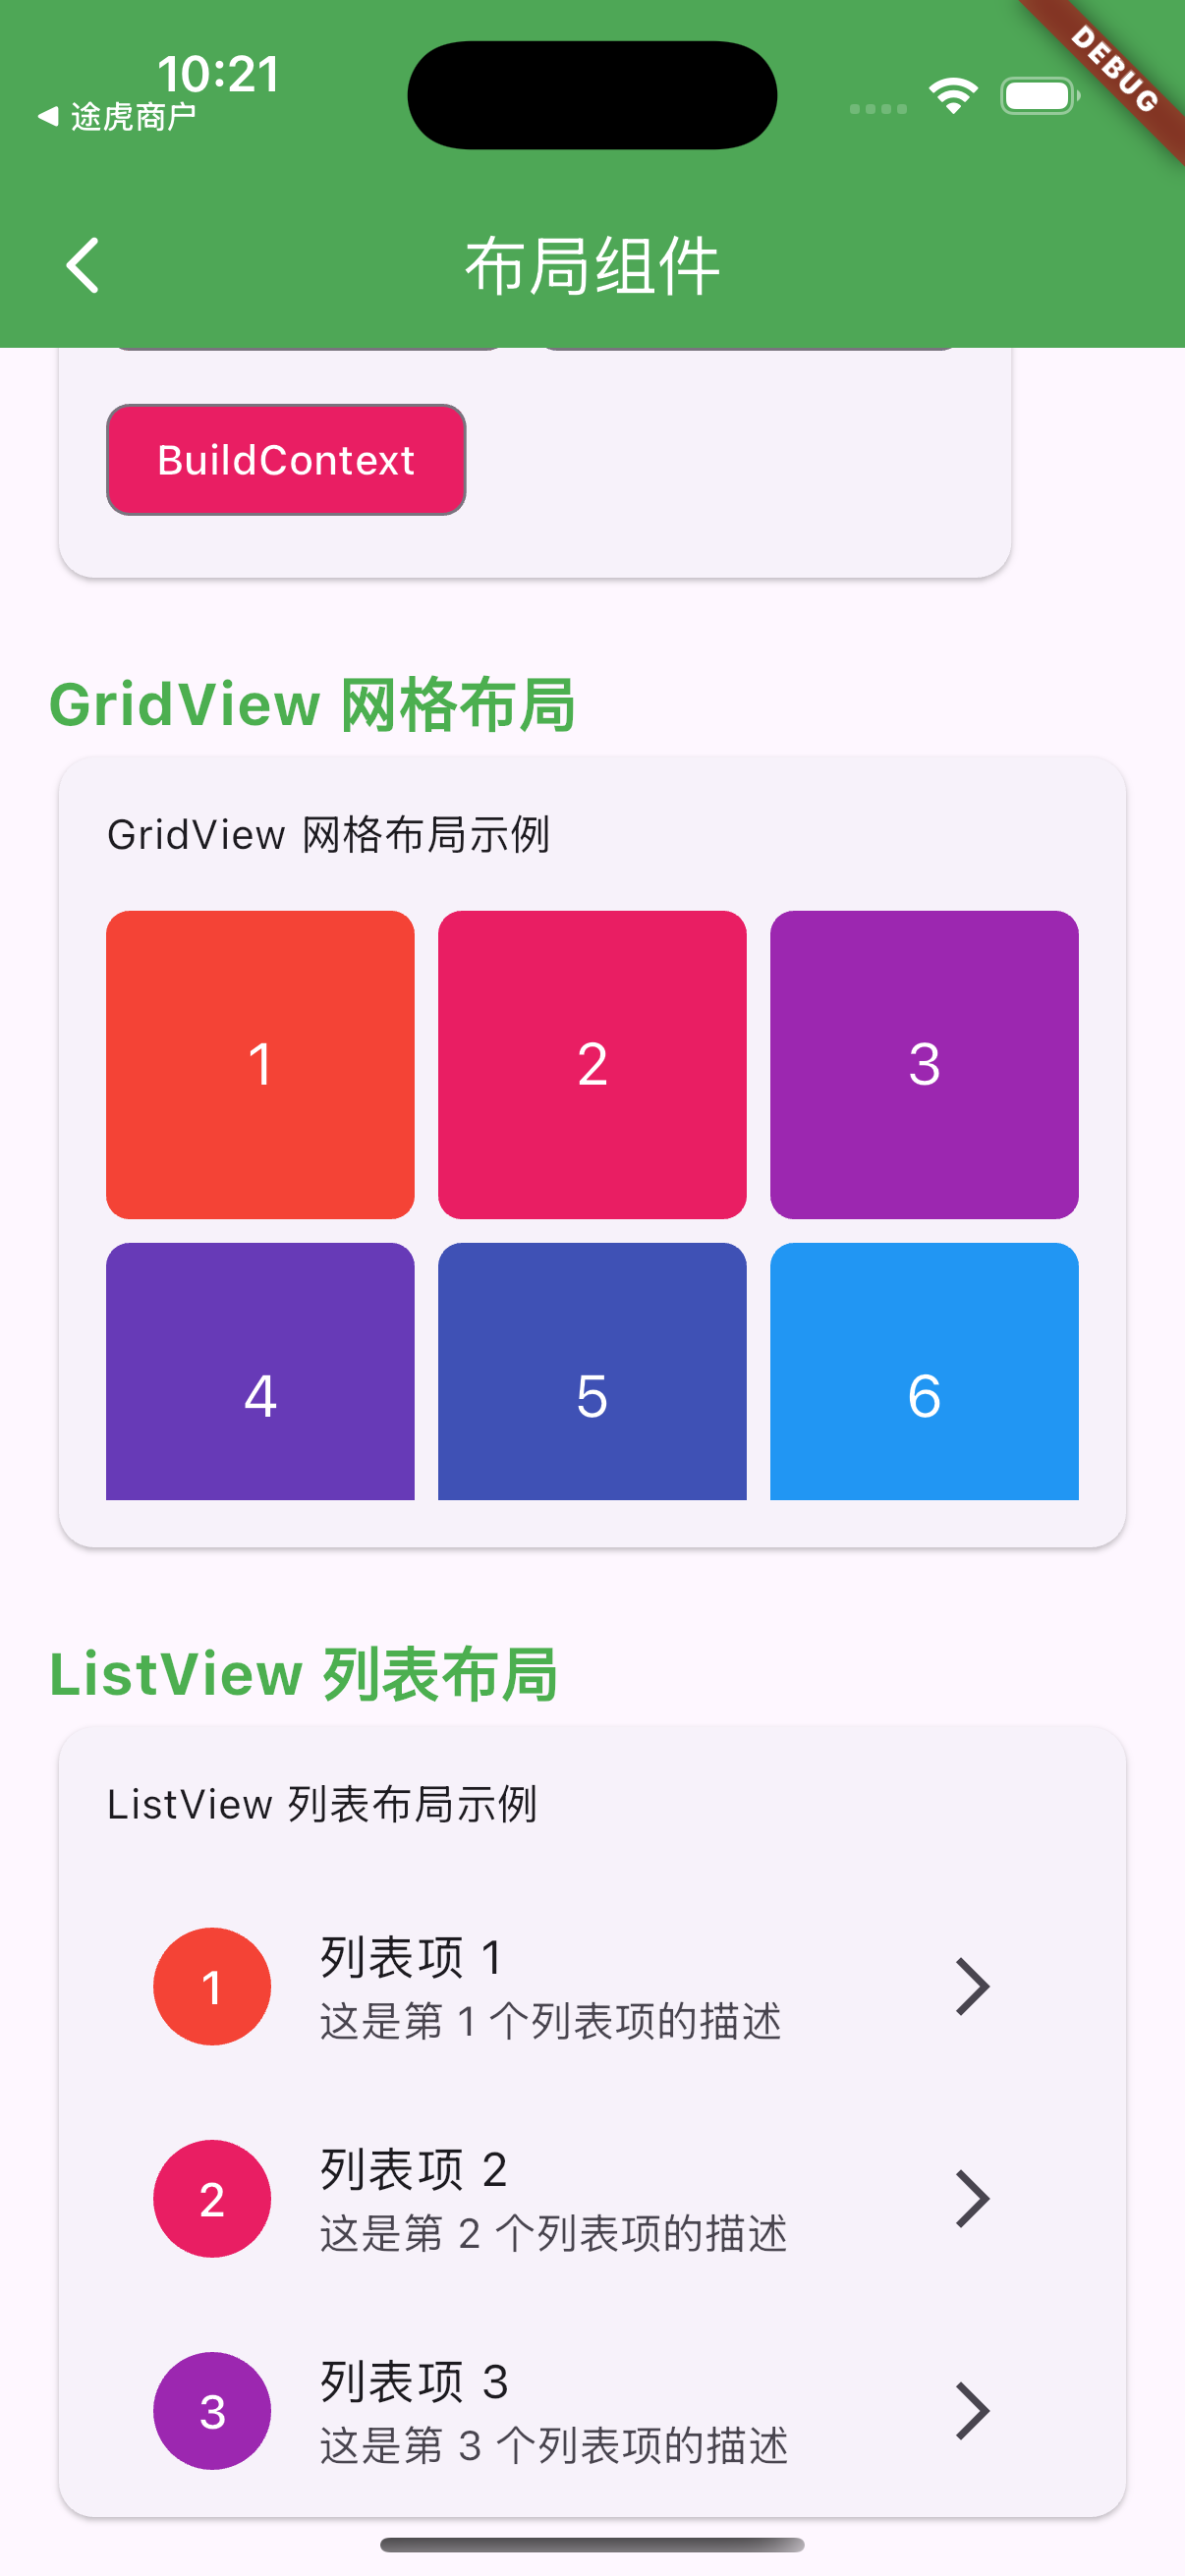 10:21
DEBUG
途虎商户
布局组件
BuildContext
GridView 网格布局
GridView 网格布局示例
1 2 3
4 5 6
ListView 列表布局
ListView 列表布局示例
1
列表项 1
这是第 1 个列表项的描述
2
列表项 2
这是第 2 个列表项的描述
3
列表项 3
这是第 3 个列表项的描述